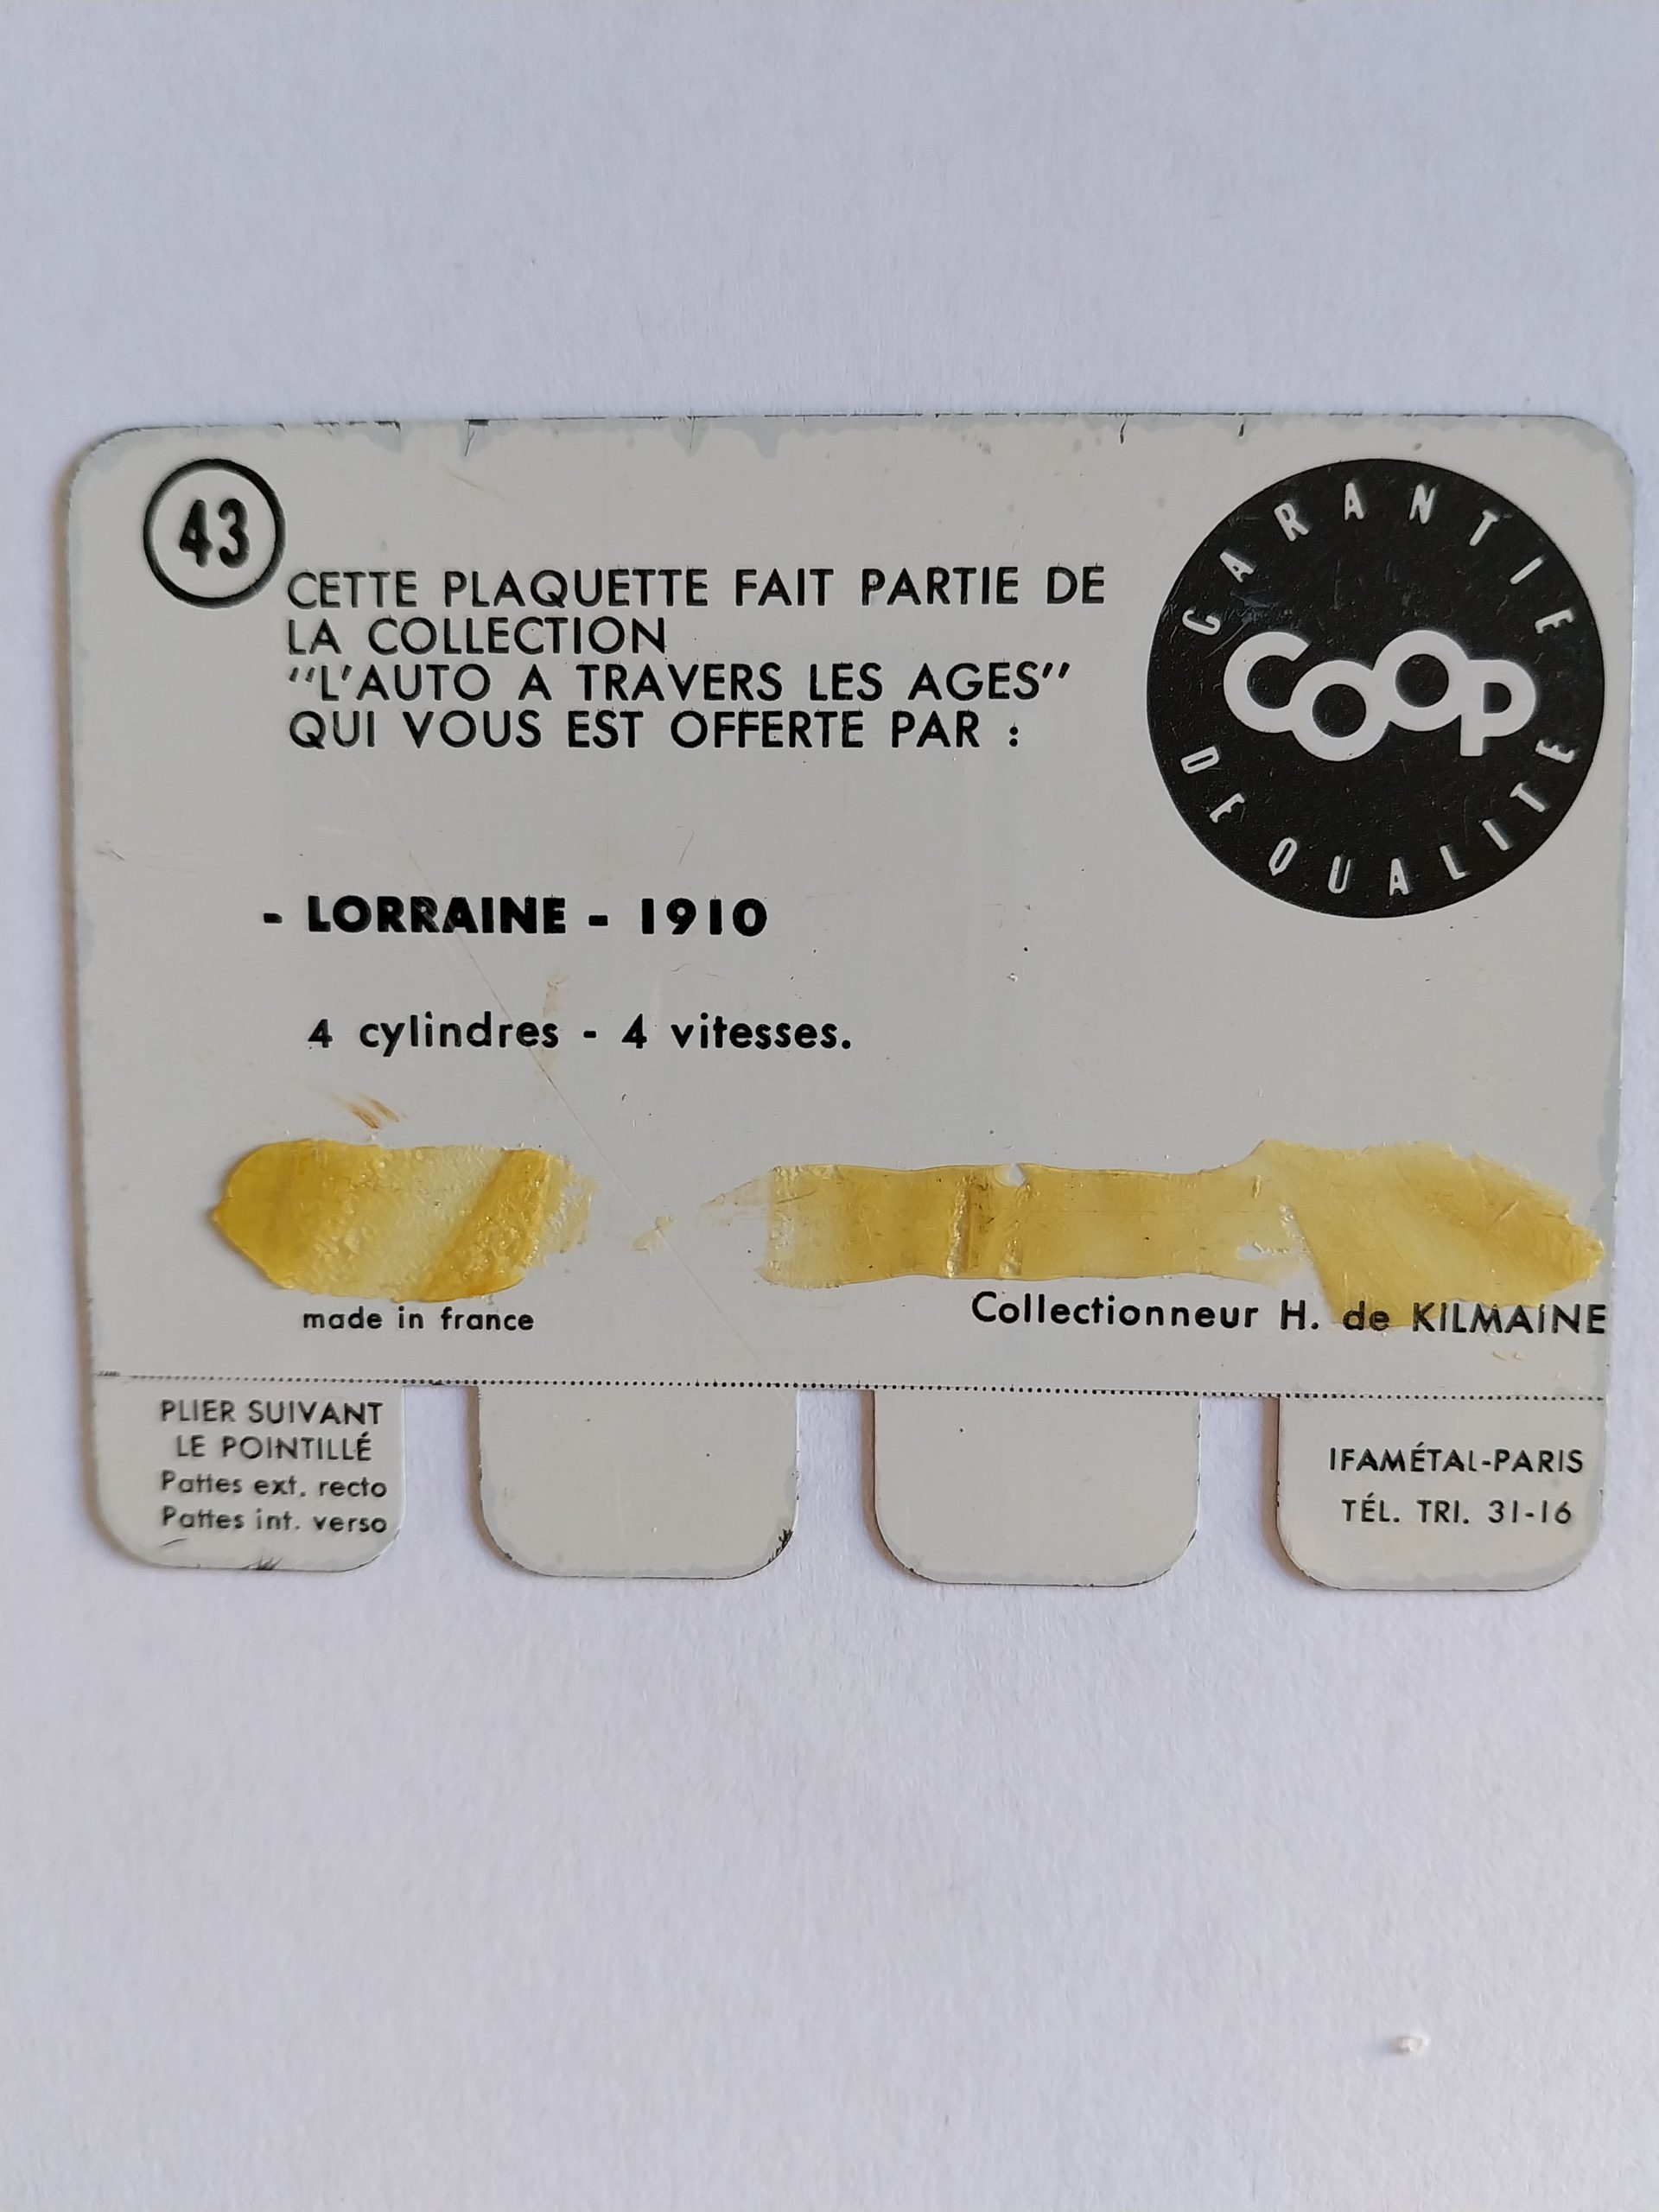 43
CETTE PLAQUETTE FAIT PARTIE DE
LA COLLECTION
"L'AUTO A TRAVERS LES AGES"
QUI VOUS EST OFFERTE PAR :
GARANTIE
COOP
DE QUALITE
- LORRAINE - 1910
4 cylindres - 4 vitesses.
made in france
Collectionneur H. de KILMAINE
PLIER SUIVANT
LE POINTILLÉ
Pattes ext. recto
Pattes int. verso
IFAMÉTAL-PARIS
TÉL. TRI. 31-16